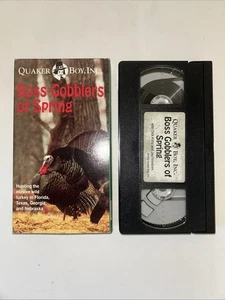 QUAKER BOY, INC.
Boss Gobblers
of Spring
Hunting the
elusive wild
turkey in Florida,
Texas, Georgia,
and Nebraska
QUAKER BOY, INC.
Boss Gobblers of
Spring